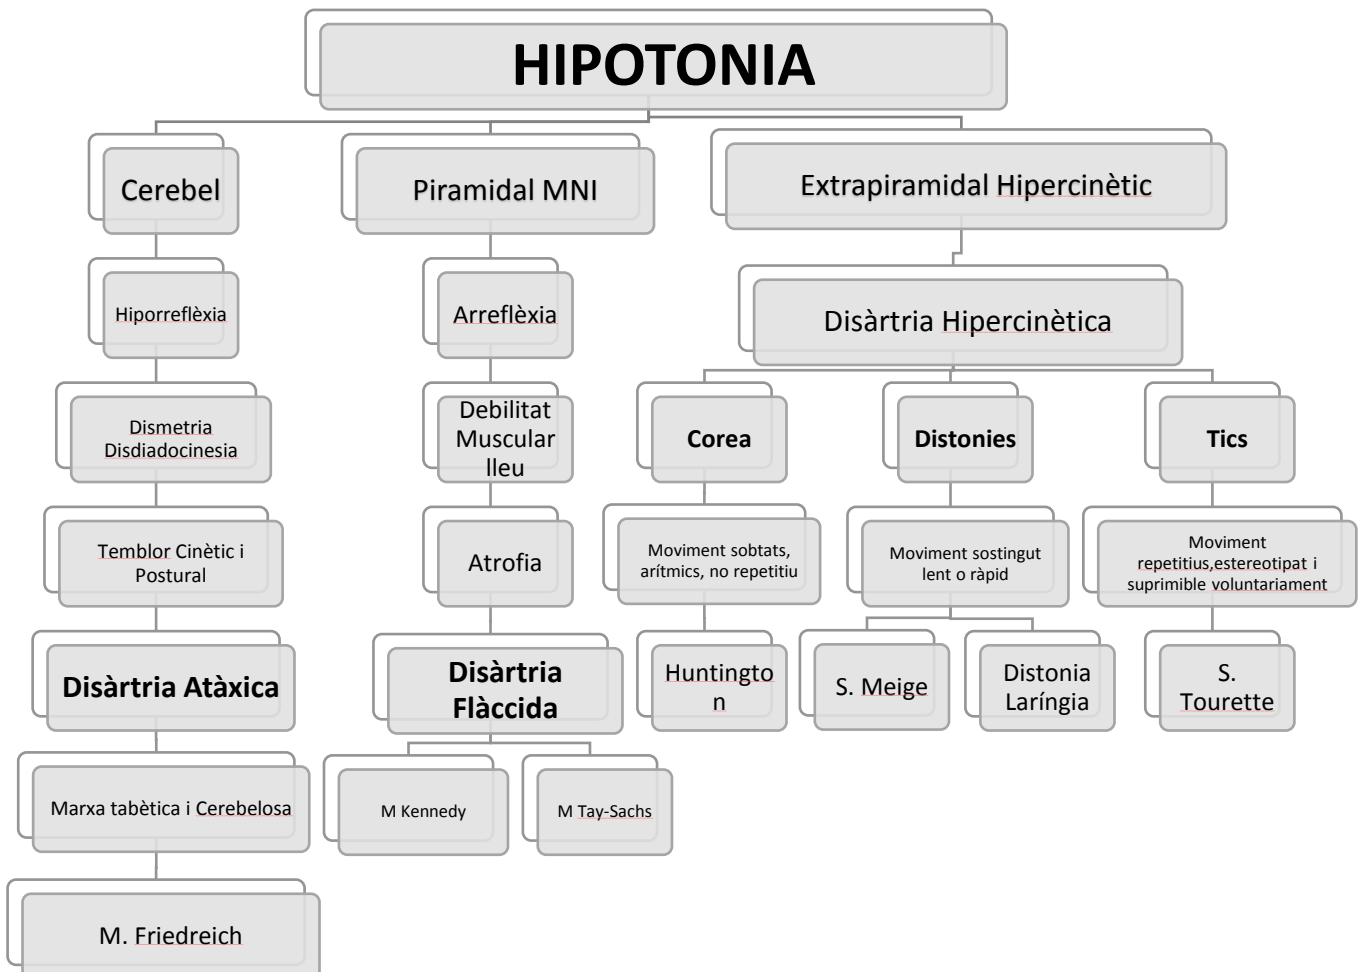 HIPOTONIA
Cerebel
Piramidal MNI
Extrapiramidal Hipercinètic
Hiporreflèxia
Arreflèxia
Disàrtria Hipercinètica
Dismetria
Disdiadocinesia
Debilitat
Muscular
lleu
Corea
Distonies
Tics
Temblor Cinètic i
Postural
Atrofia
Moviment sobtats,
arítmics, no repetitiu
Moviment sostingut
lent o ràpid
Moviment
repetitius,estereotipat i
suprimible voluntariament
Disàrtria Atàxica
Disàrtria
Flàccida
Huntingto
n
S. Meige
Distonia
Laríngia
S.
Tourette
Marxa tabètica i Cerebelosa
M Kennedy
M Tay-Sachs
M. Friedreich